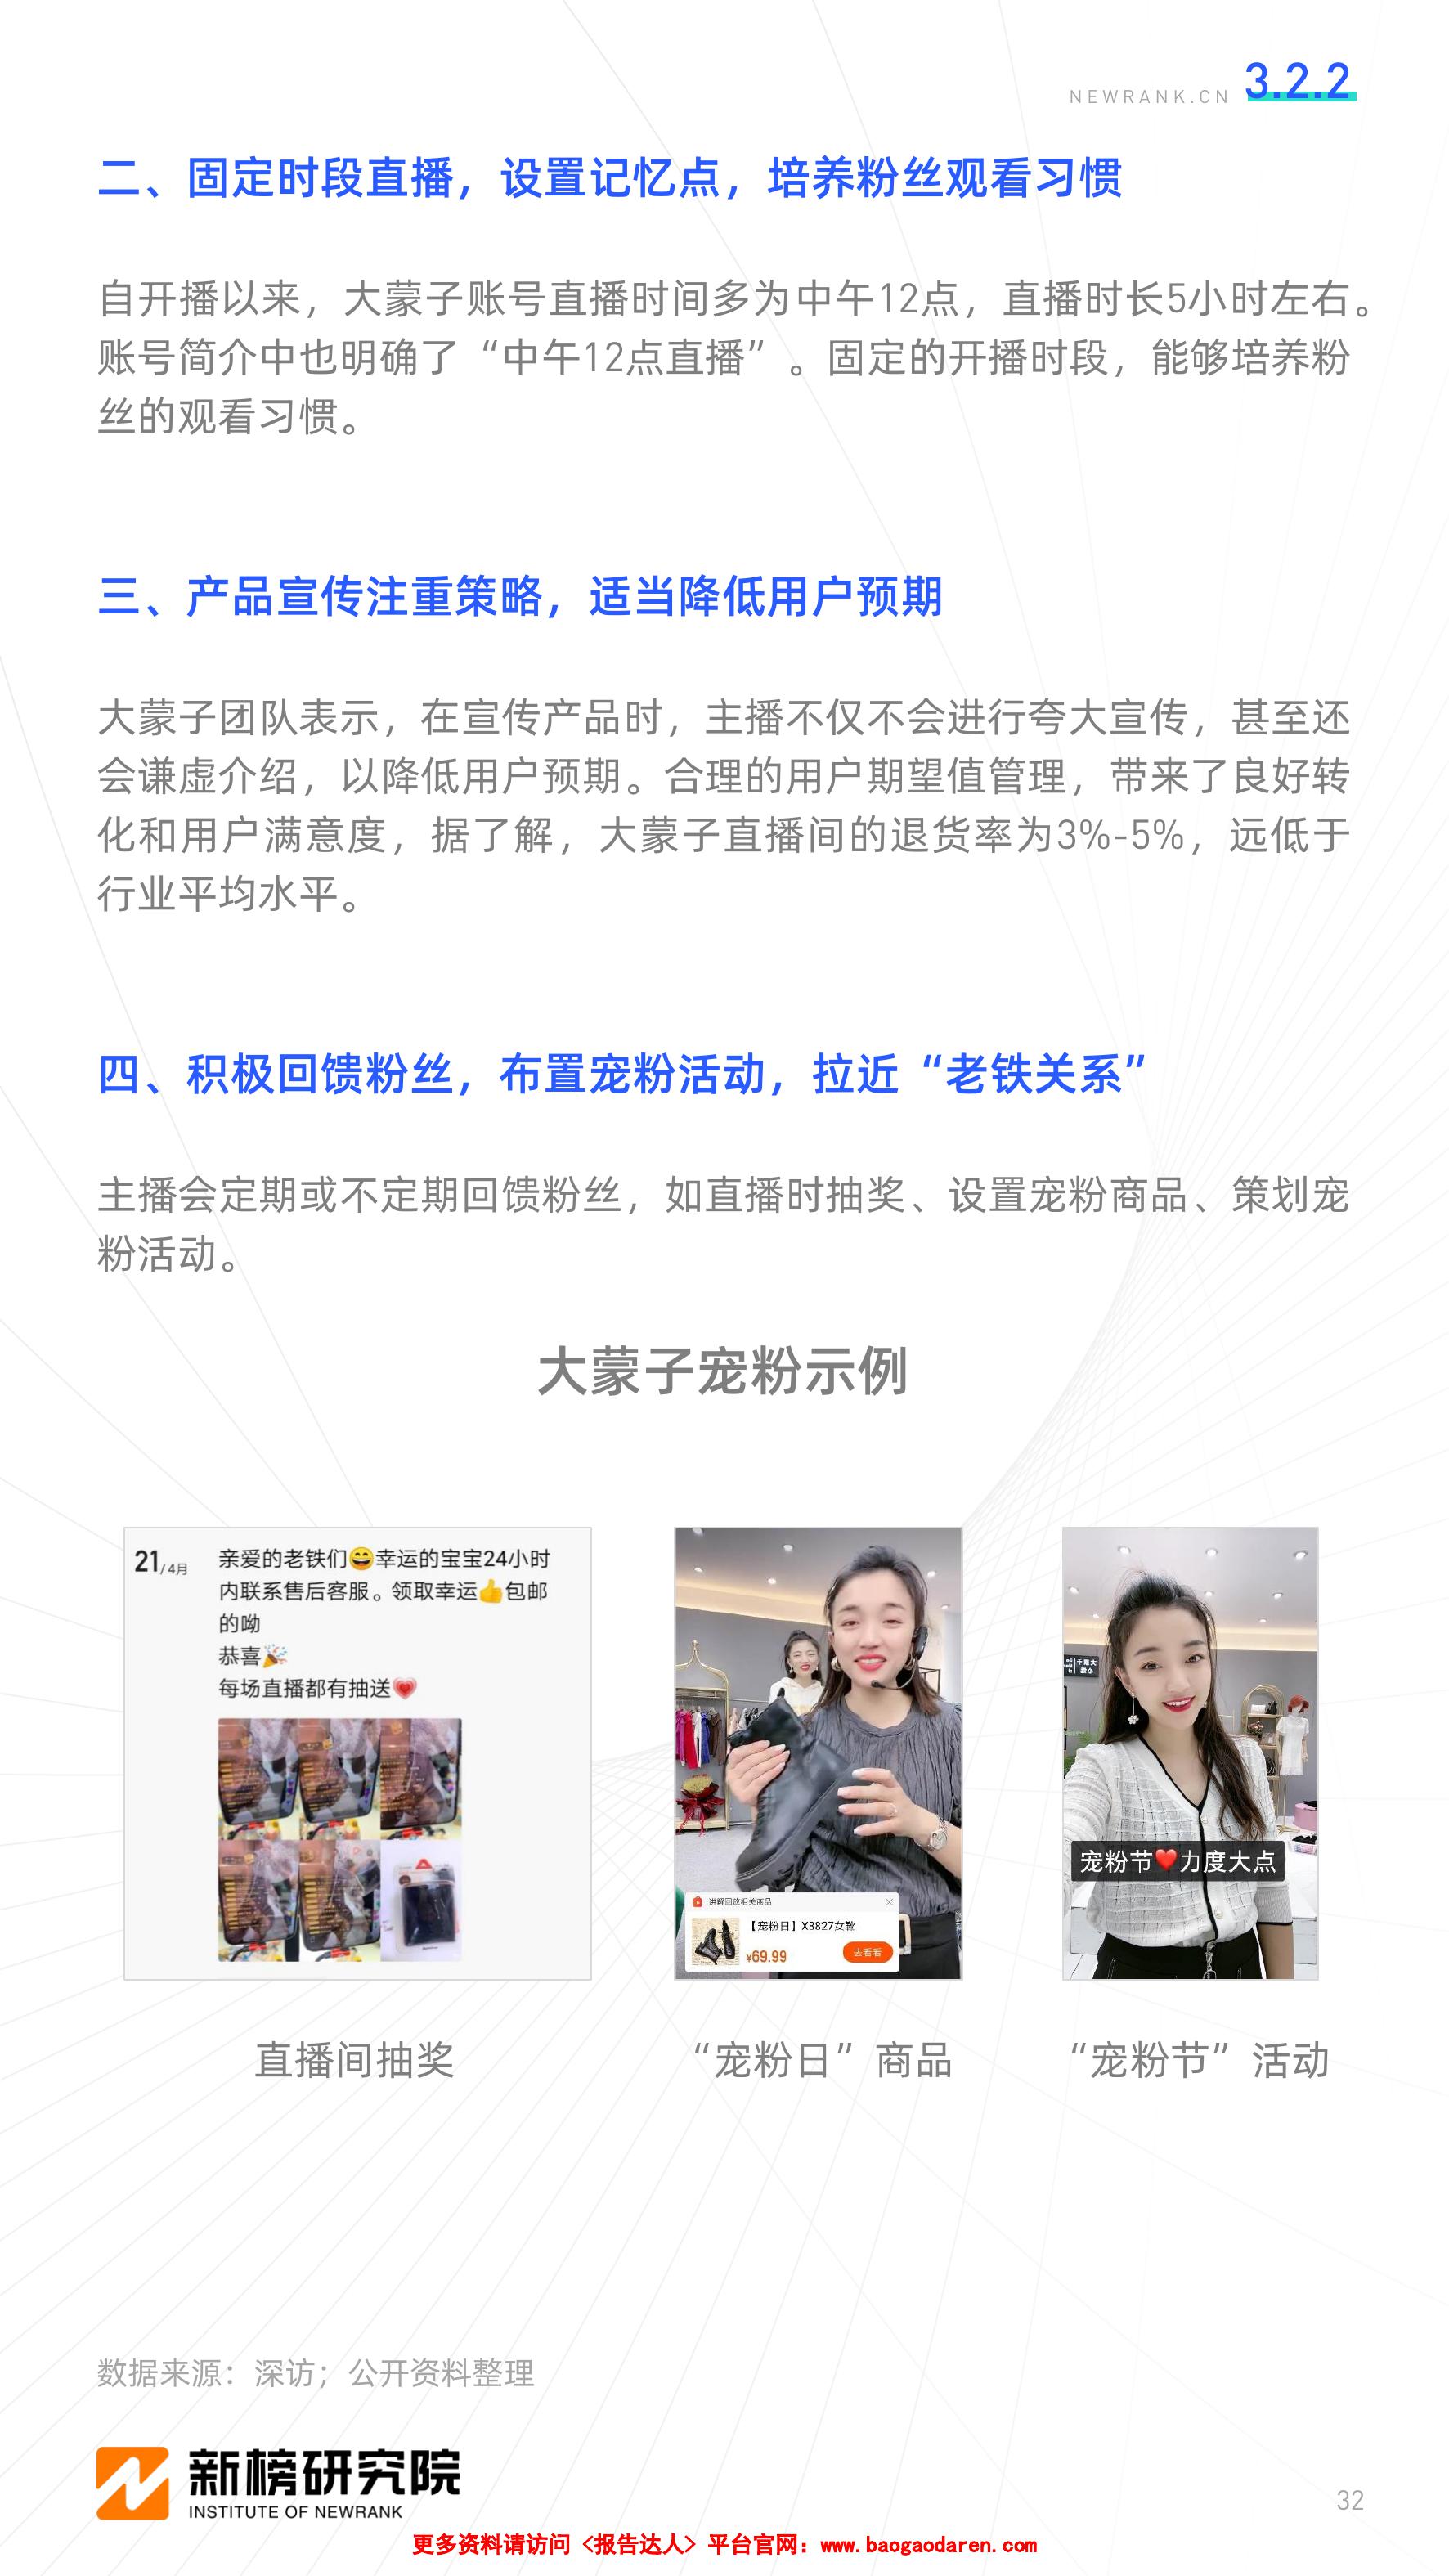 NEWRANK.CN 3.2.2
二、固定时段直播，设置记忆点，培养粉丝观看习惯
自开播以来，大蒙子账号直播时间多为中午12点，直播时长5小时左右。
账号简介中也明确了“中午12点直播”。固定的开播时段，能够培养粉
丝的观看习惯。
三、产品宣传注重策略，适当降低用户预期
大蒙子团队表示，在宣传产品时，主播不仅不会进行夸大宣传，甚至还
会谦虚介绍，以降低用户预期。合理的用户期望值管理，带来了良好转
化和用户满意度，据了解，大蒙子直播间的退货率为3%-5%，远低于
行业平均水平。
四、积极回馈粉丝，布置宠粉活动，拉近“老铁关系”
主播会定期或不定期回馈粉丝，如直播时抽奖、设置宠粉商品、策划宠
粉活动。
大蒙子宠粉示例
21/4月
亲爱的老铁们😄幸运的宝宝24小时
内联系售后客服。领取幸运👍包邮
的呦
恭喜🎉
每场直播都有抽送💗
讲解回放相关商品
【宠粉日】X8827女靴
¥69.99 去看看
宠粉节❤️力度大点
直播间抽奖
“宠粉日”商品
“宠粉节”活动
数据来源：深访；公开资料整理
新榜研究院
INSTITUTE OF NEWRANK
32
更多资料请访问《报告达人》平台官网：www.baogaodaren.com